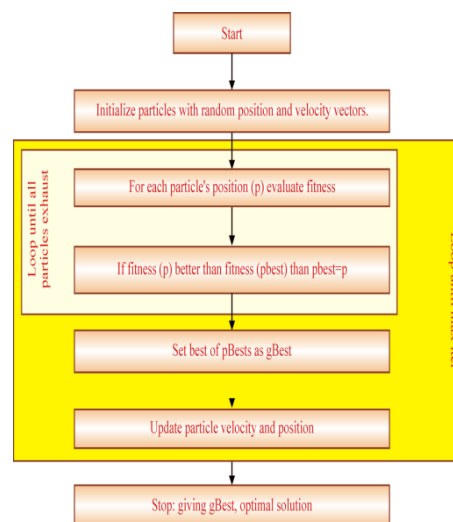 Start
Initialize particles with random position and velocity vectors.
Loop until all
particles exhaust
For each particle's position (p) evaluate fitness
If fitness (p) better than fitness (pbest) than pbest=p
Set best of pBests as gBest
Update particle velocity and position
Stop: giving gBest, optimal solution